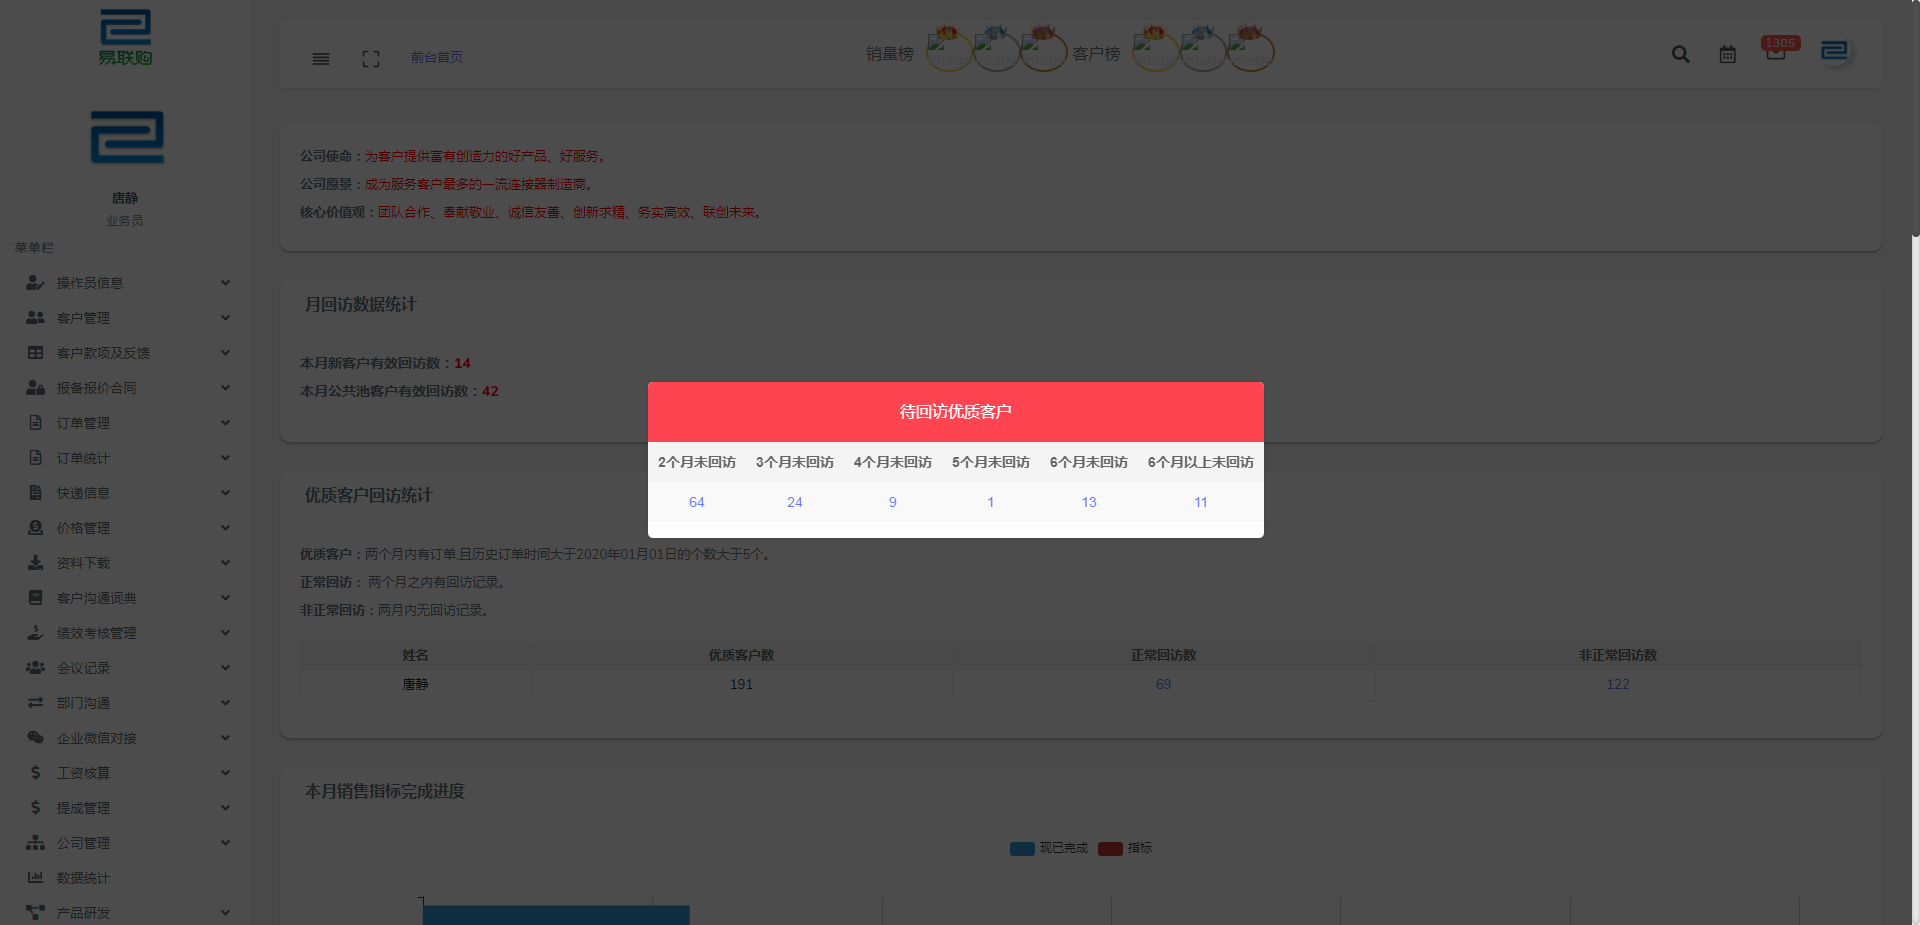 易联购
唐静
业务员
菜单栏
操作员信息
客户管理
客户款项及反馈
报备报价合同
订单管理
订单统计
快递信息
价格管理
资料下载
客户沟通词典
绩效考核管理
会议记录
部门沟通
企业微信对接
工资核算
提成管理
公司管理
数据统计
产品研发
前台首页
销量榜
客户榜
1305
公司使命：为客户提供富有创造力的好产品、好服务。
公司愿景：成为服务客户最多的一流连接器制造商。
核心价值观：团队合作、奉献敬业、诚信友善、创新求精、务实高效、联创未来。
月回访数据统计
本月新客户有效回访数：14
本月公共池客户有效回访数：42
待回访优质客户
2个月未回访 3个月未回访 4个月未回访 5个月未回访 6个月未回访 6个月以上未回访
64 24 9 1 13 11
优质客户回访统计
优质客户：两个月内有订单,且历史订单时间大于2020年01月01日的个数大于5个。
正常回访： 两个月之内有回访记录。
非正常回访：两月内无回访记录。
姓名 优质客户数 正常回访数 非正常回访数
唐静 191 69 122
本月销售指标完成进度
现已完成 指标